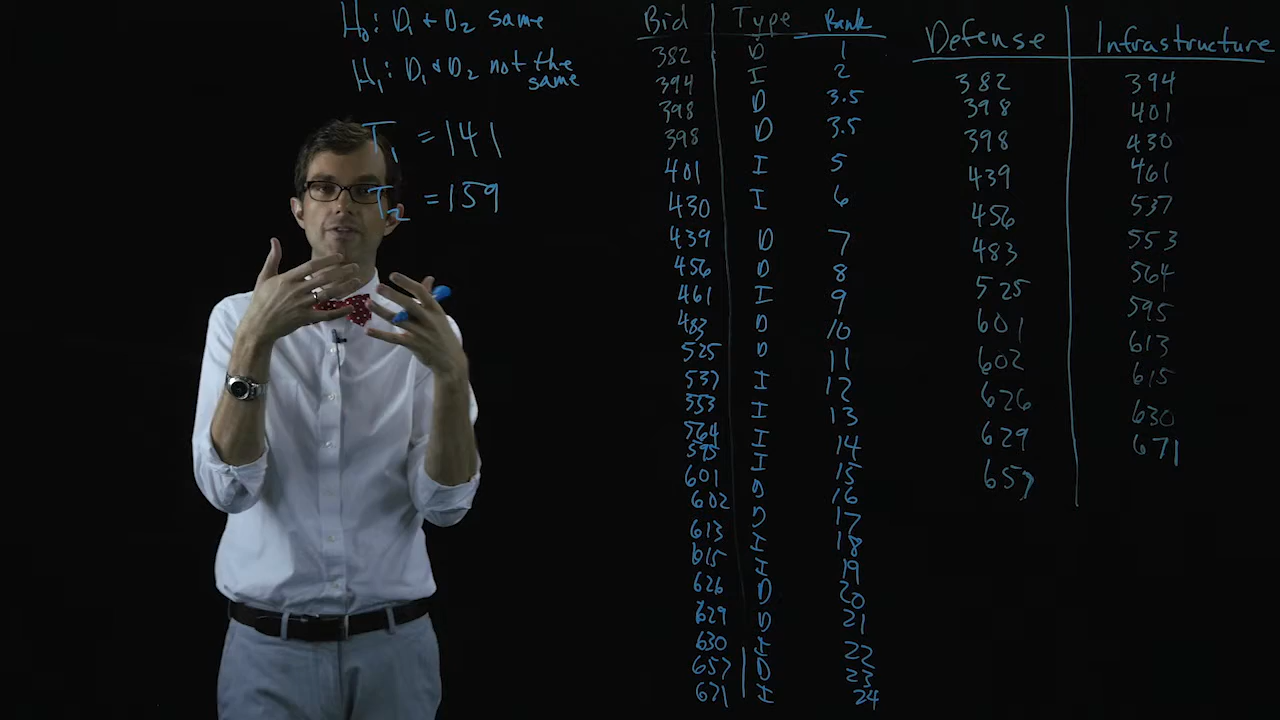 H₀: D₁ & D₂ same
H₁: D₁ & D₂ not the
same
T₁ = 141
T₂ = 159
Bid Type Rank
382 D 1
394 I 2
398 D 3.5
398 D 3.5
401 I 5
430 I 6
439 D 7
456 D 8
461 I 9
483 D 10
525 D 11
537 I 12
553 I 13
564 I 14
595 I 15
601 D 16
602 D 17
613 I 18
615 I 19
626 D 20
629 D 21
630 I 22
657 D 23
671 I 24
Defense Infrastructure
382 394
398 401
398 430
439 461
456 537
483 553
525 564
601 595
602 613
626 615
629 630
657 671